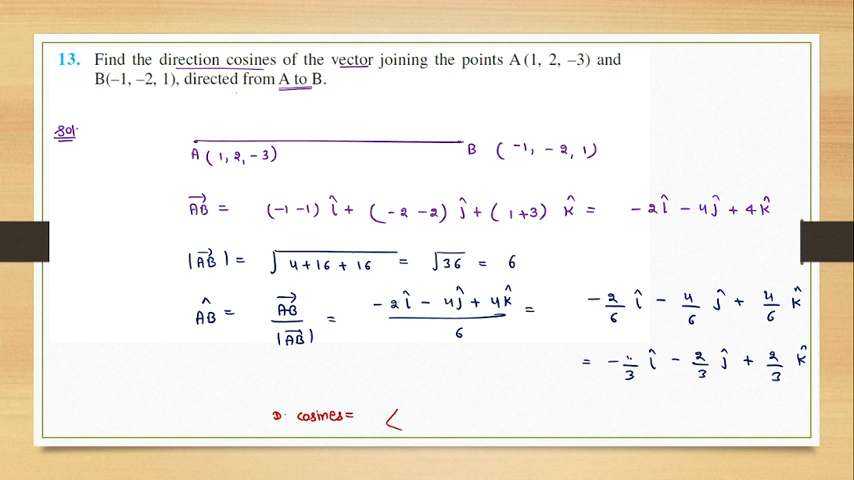 13. Find the direction cosines of the vector joining the points A (1, 2, –3) and
B(–1, –2, 1), directed from A to B.
Sol.
A (1, 2, -3) B (-1, -2, 1)
→AB = (-1 -1) î + (-2 -2) ĵ + (1+3) k̂ = -2î - 4ĵ + 4k̂
|→AB| = √4+16+16 = √36 = 6
ÂB = →AB / |→AB| = -2î - 4ĵ + 4k̂ / 6 = -2/6 î - 4/6 ĵ + 4/6 k̂
= -1/3 î - 2/3 ĵ + 2/3 k̂
D. cosines = <